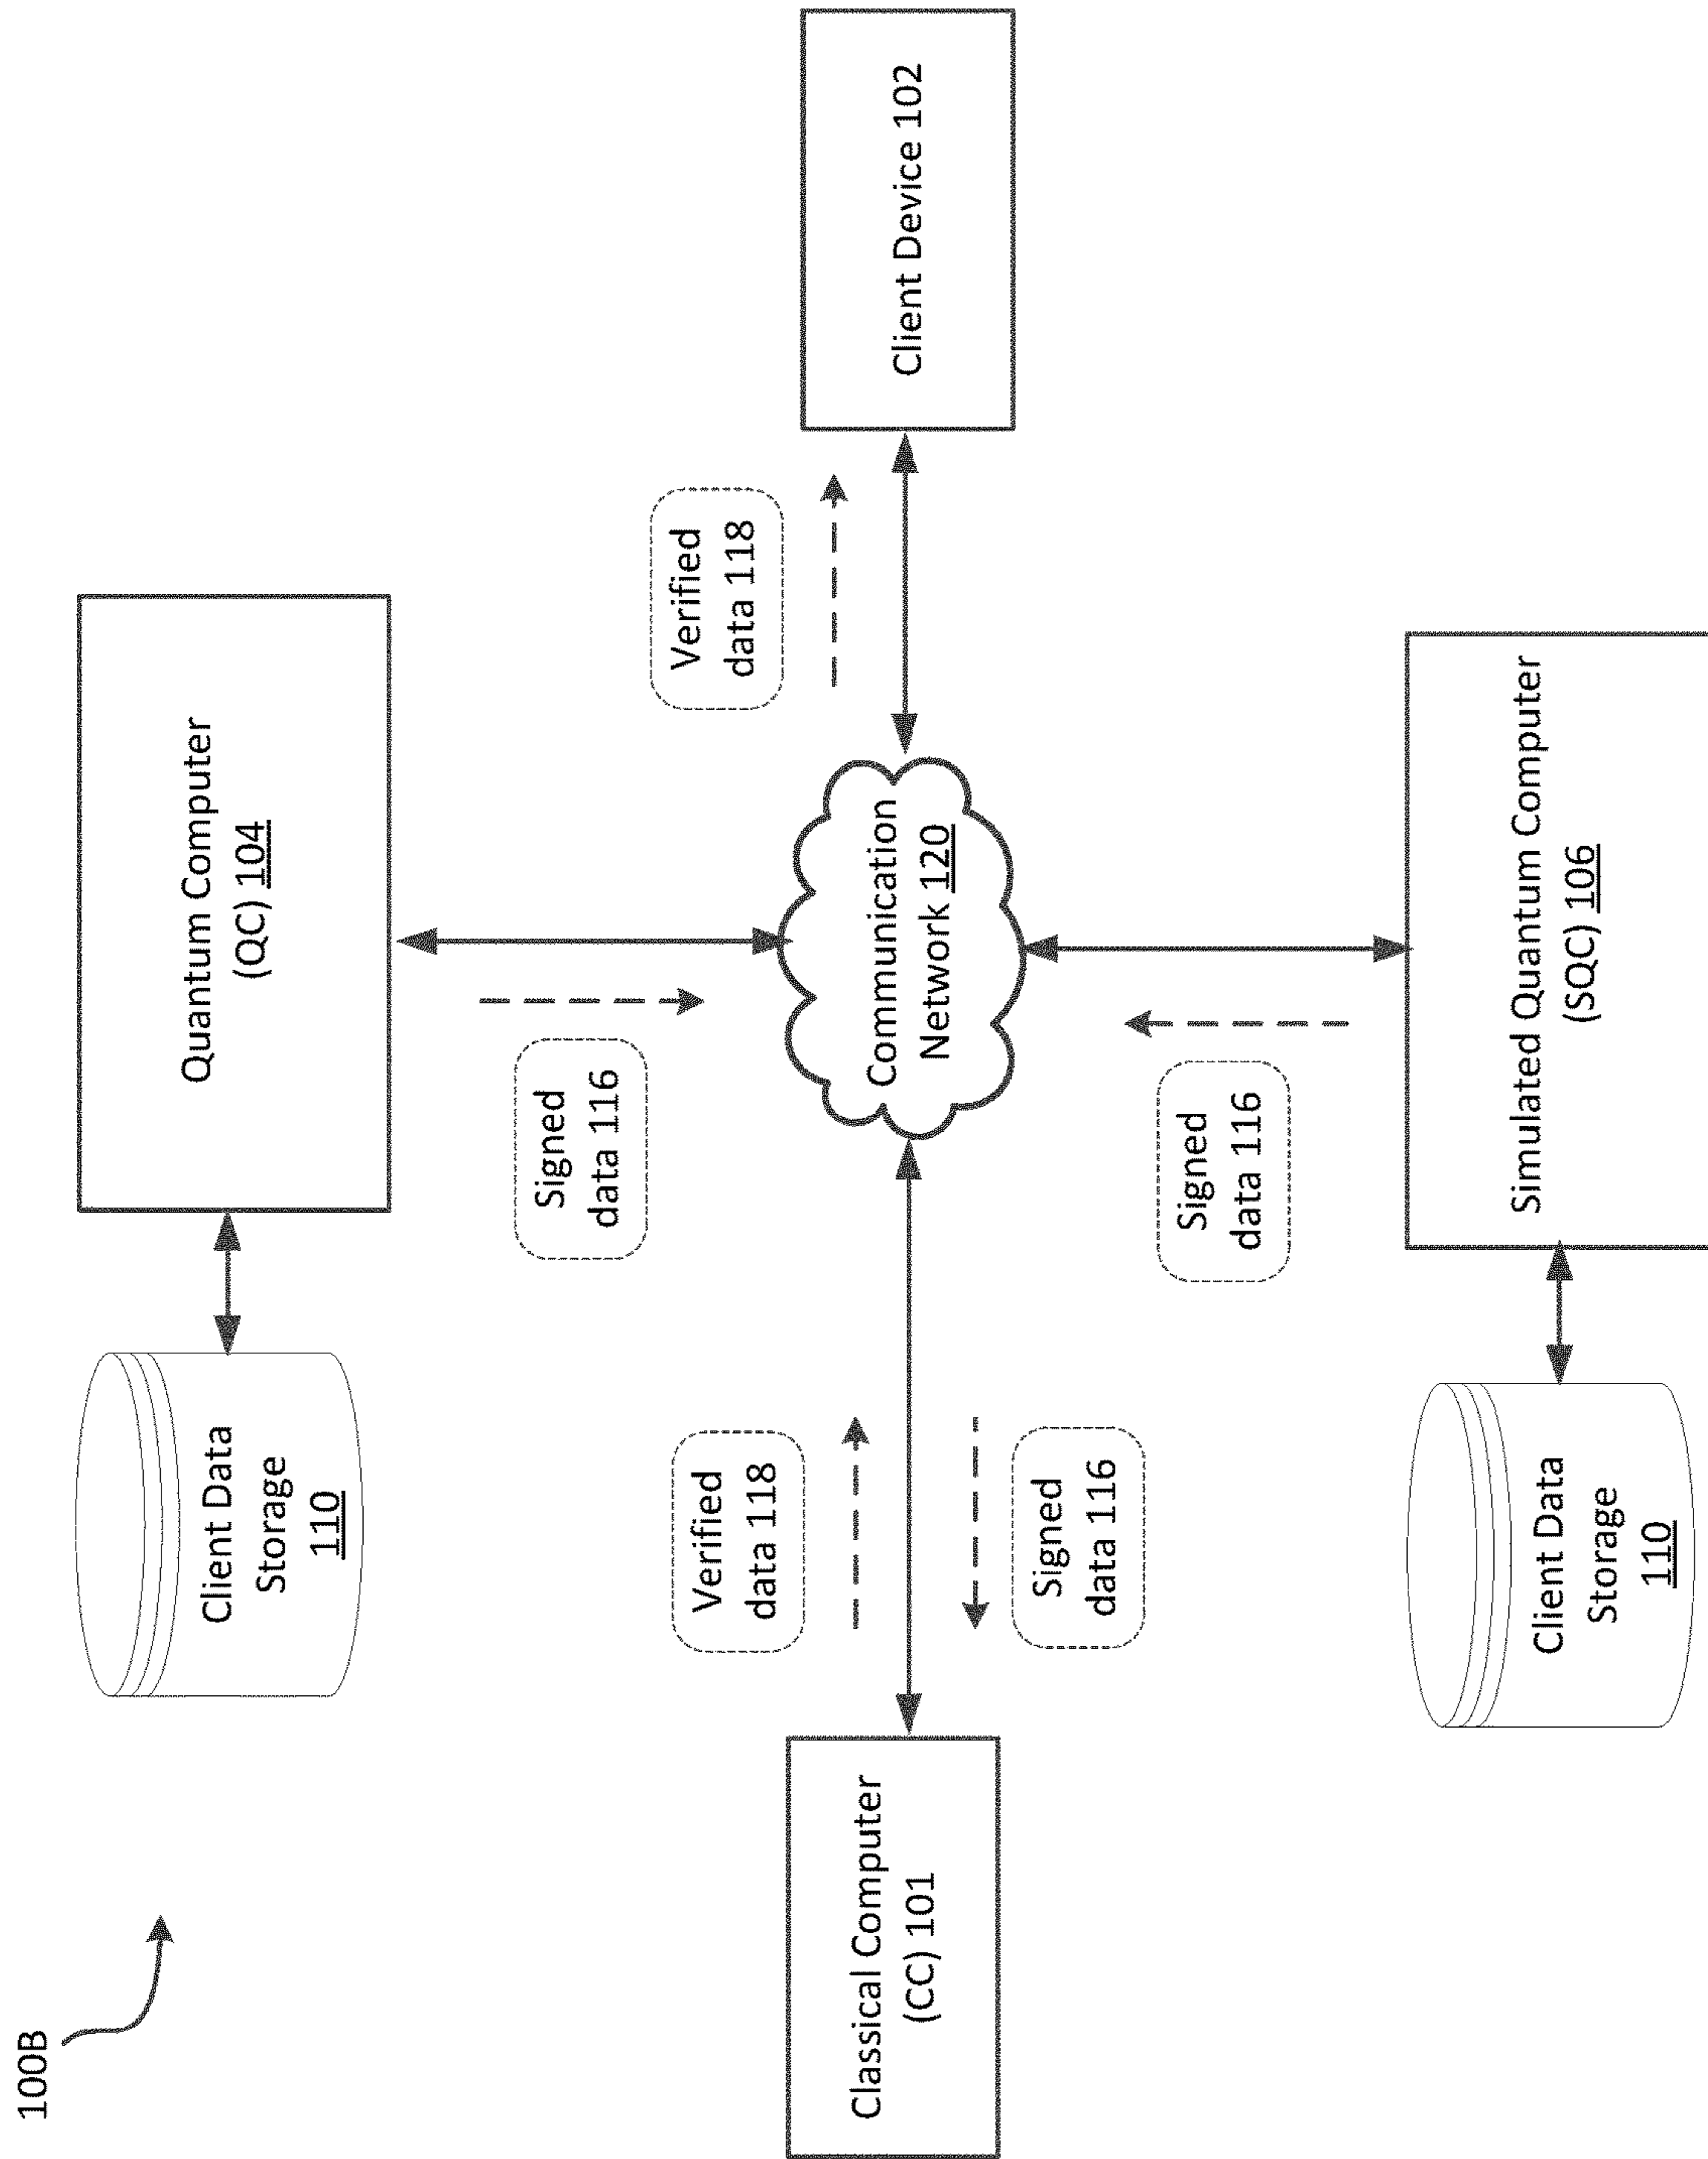 100B
Client Data
Storage
110
Quantum Computer
(QC) 104
Signed
data 116
Verified
data 118
Verified
data 118
Classical Computer
(CC) 101
Communication
Network 120
Client Device 102
Signed
data 116
Signed
data 116
Client Data
Storage
110
Simulated Quantum Computer
(SQC) 106